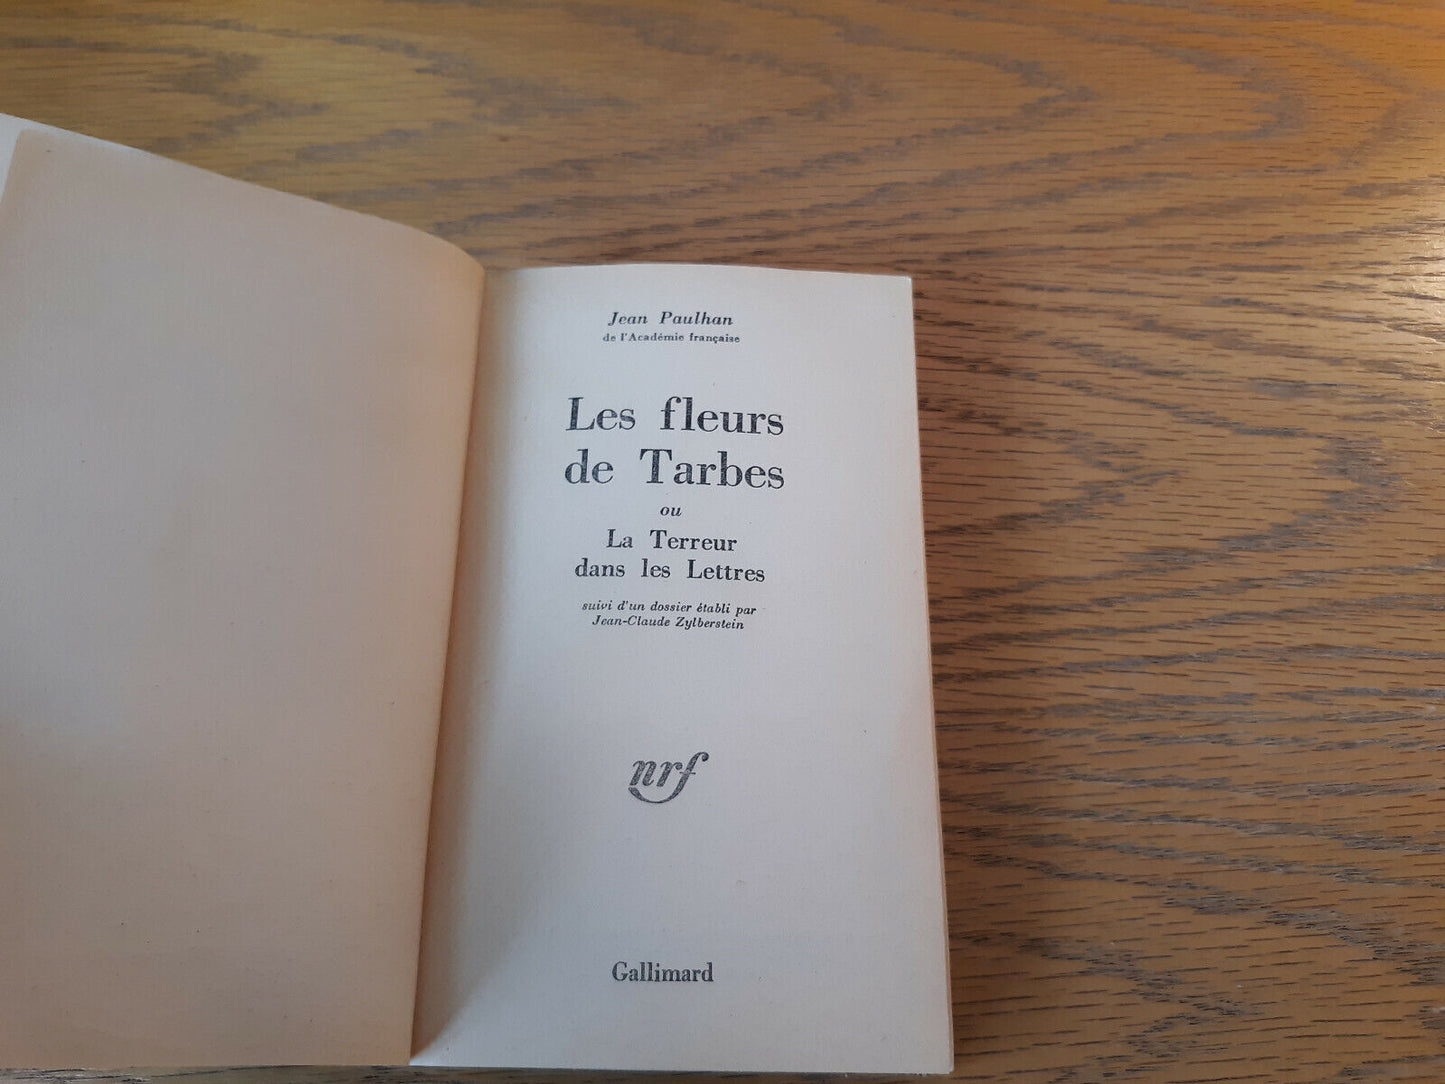 Jean Paulhan
de l'Académie française
Les fleurs
de Tarbes
ou
La Terreur
dans les Lettres
suivi d'un dossier établi par
Jean-Claude Zylberstein
nrf
Gallimard